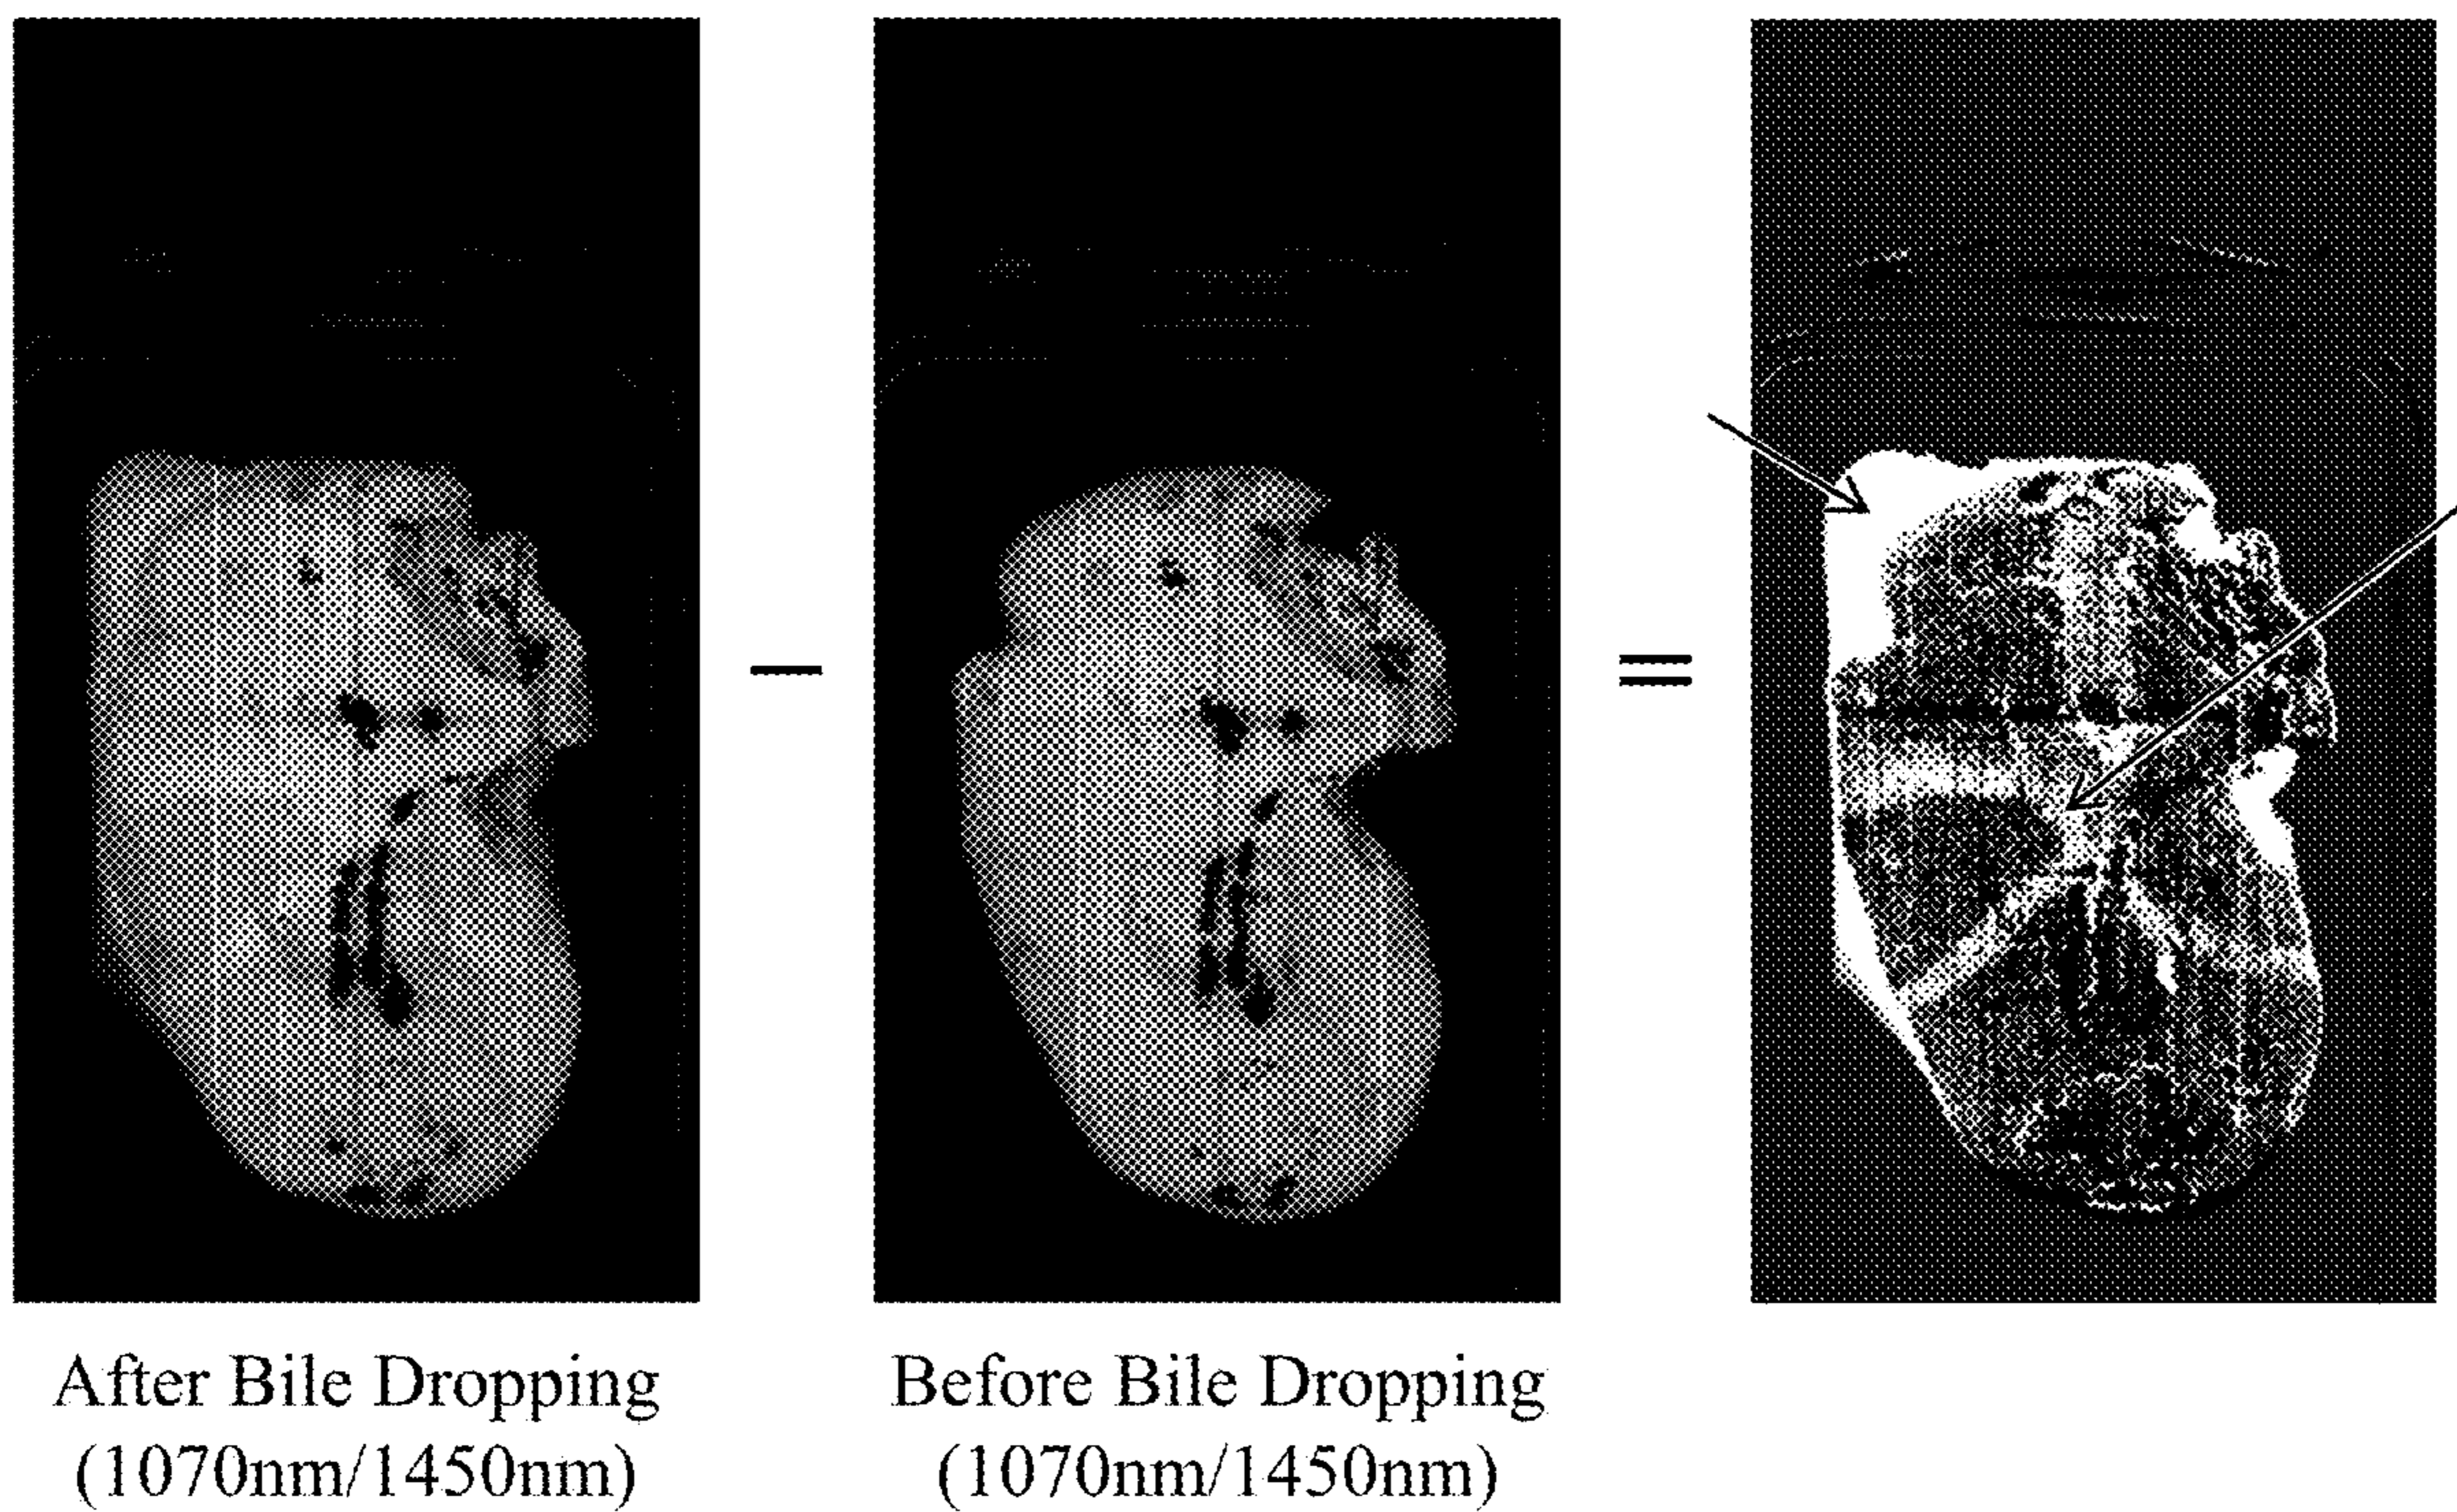 − =
After Bile Dropping
(1070nm/1450nm)
Before Bile Dropping
(1070nm/1450nm)